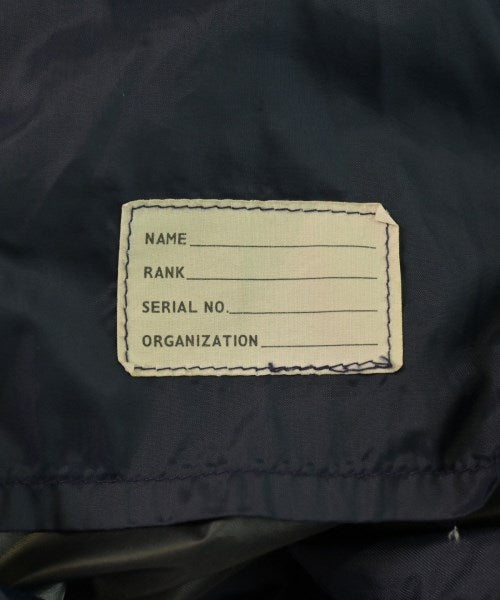 NAME
RANK
SERIAL NO.
ORGANIZATION